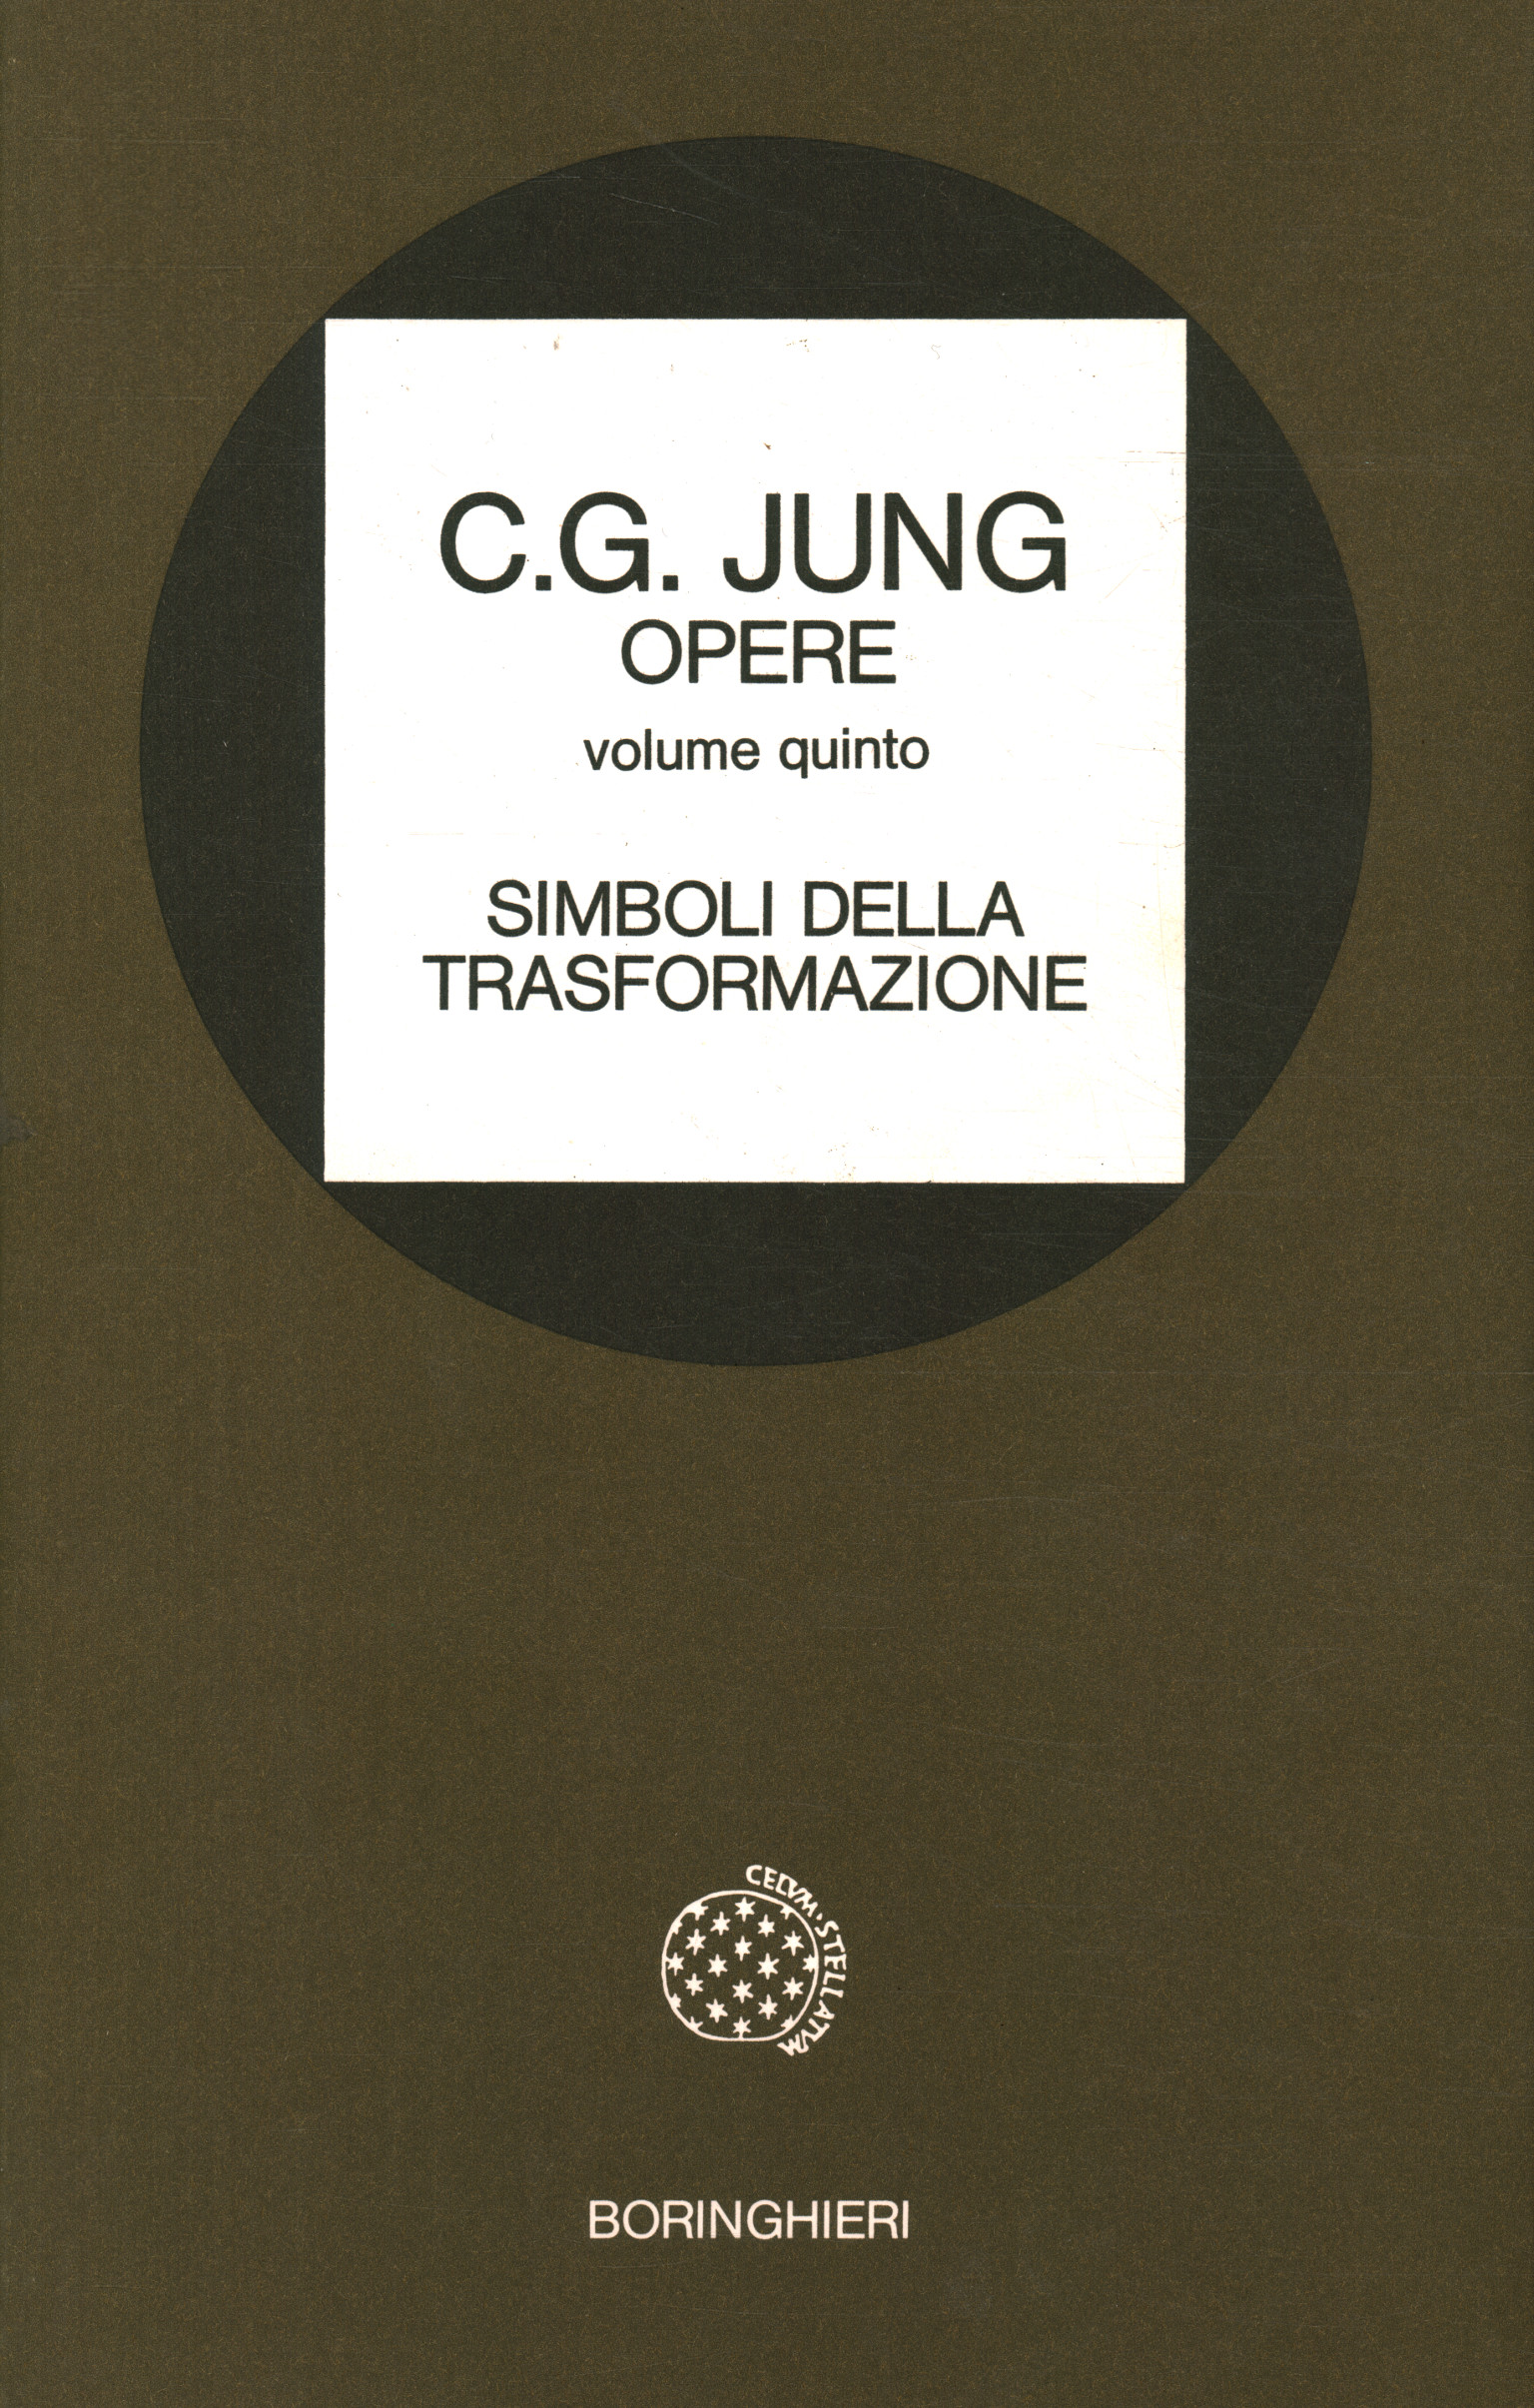 C.G. JUNG
OPERE
volume quinto
SIMBOLI DELLA
TRASFORMAZIONE
CELVM · STELLATVM
BORINGHIERI